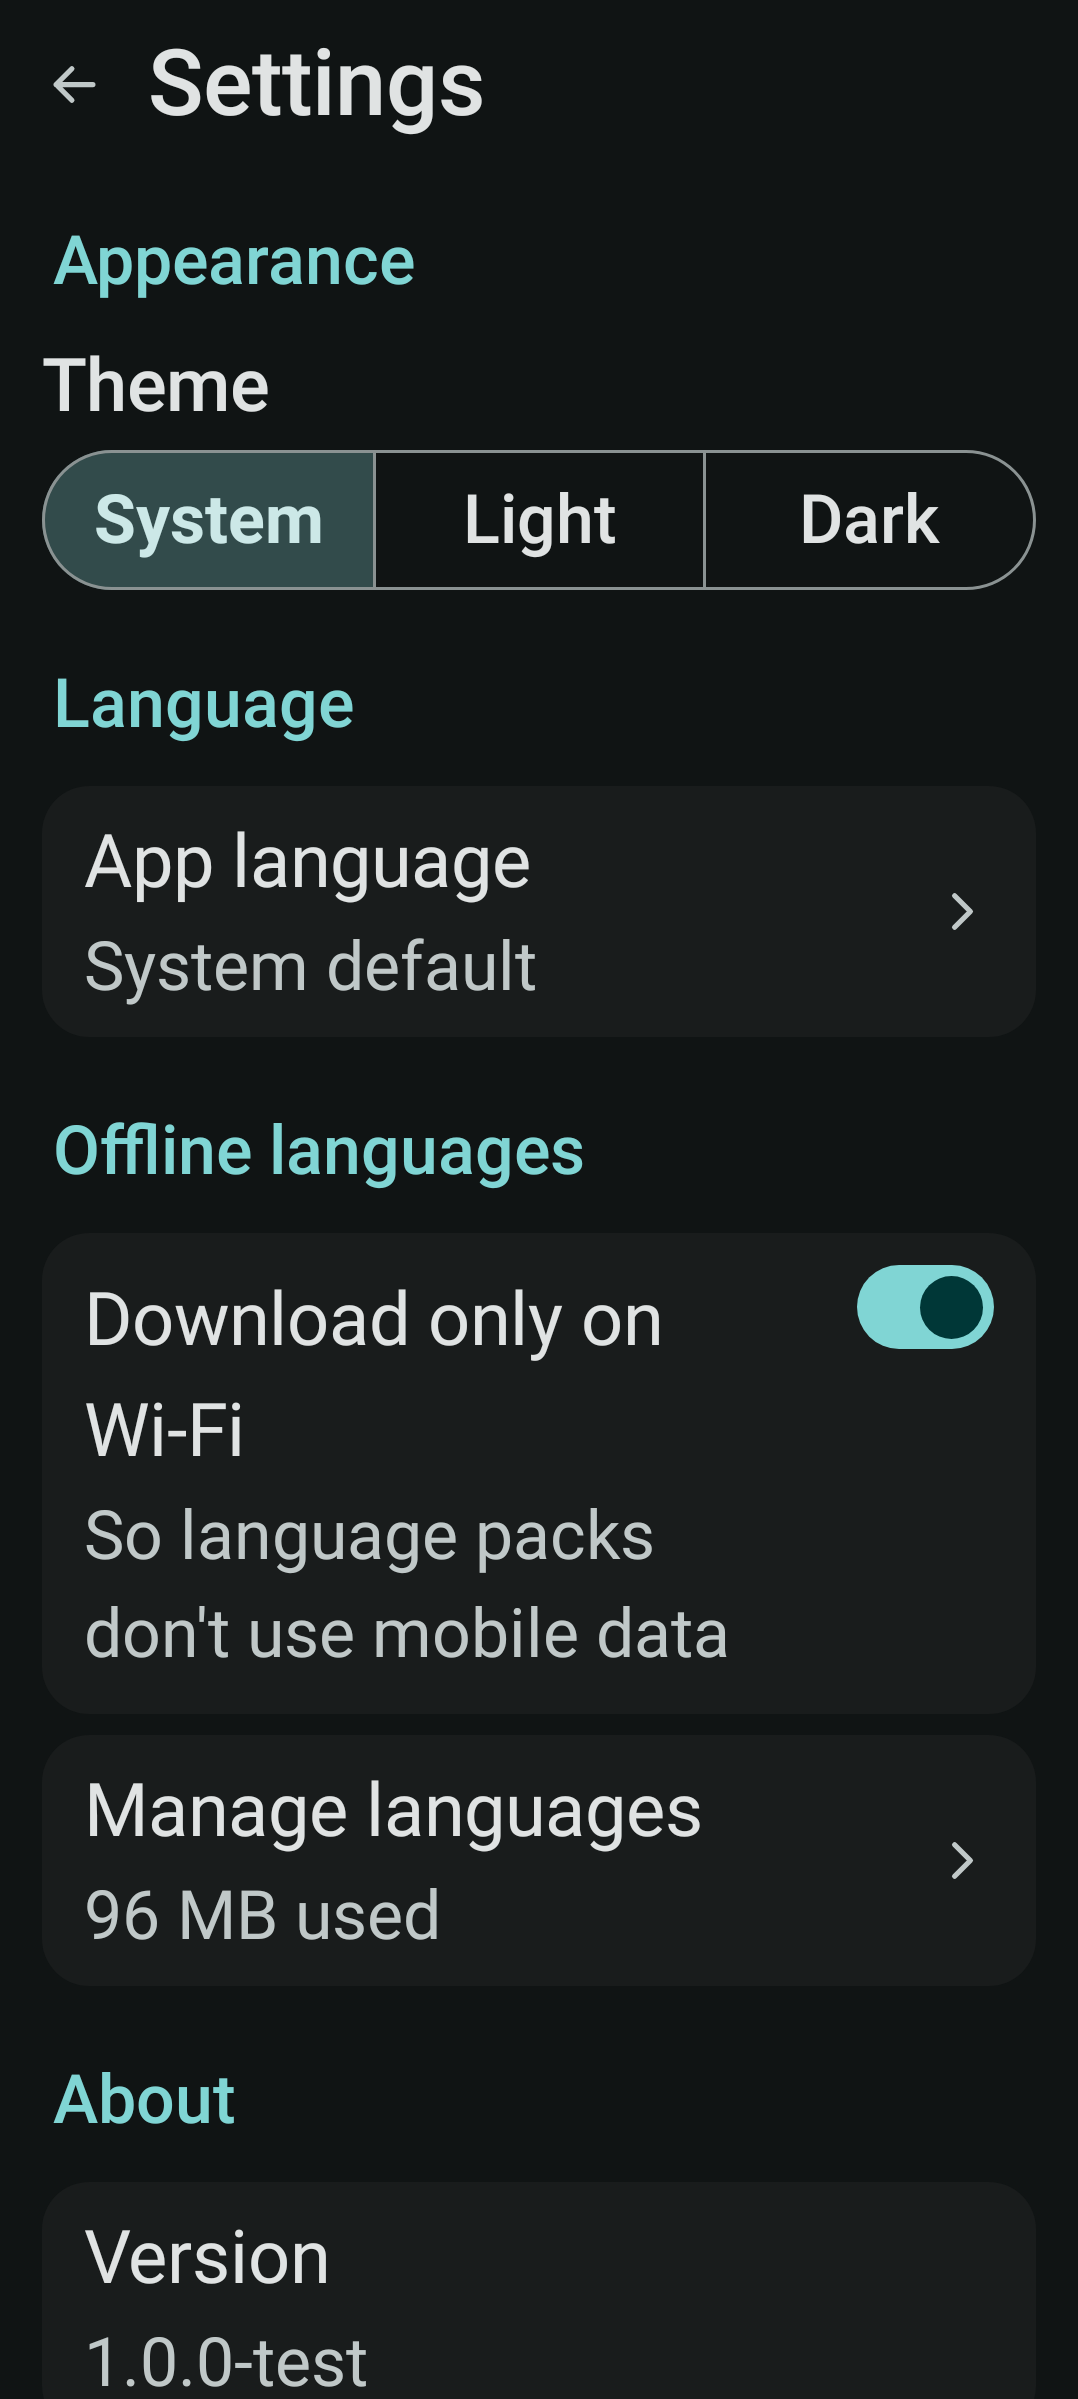 Settings
Appearance
Theme
System
Light
Dark
Language
App language
System default
Offline languages
Download only on
Wi-Fi
So language packs
don't use mobile data
Manage languages
96 MB used
About
Version
1.0.0-test